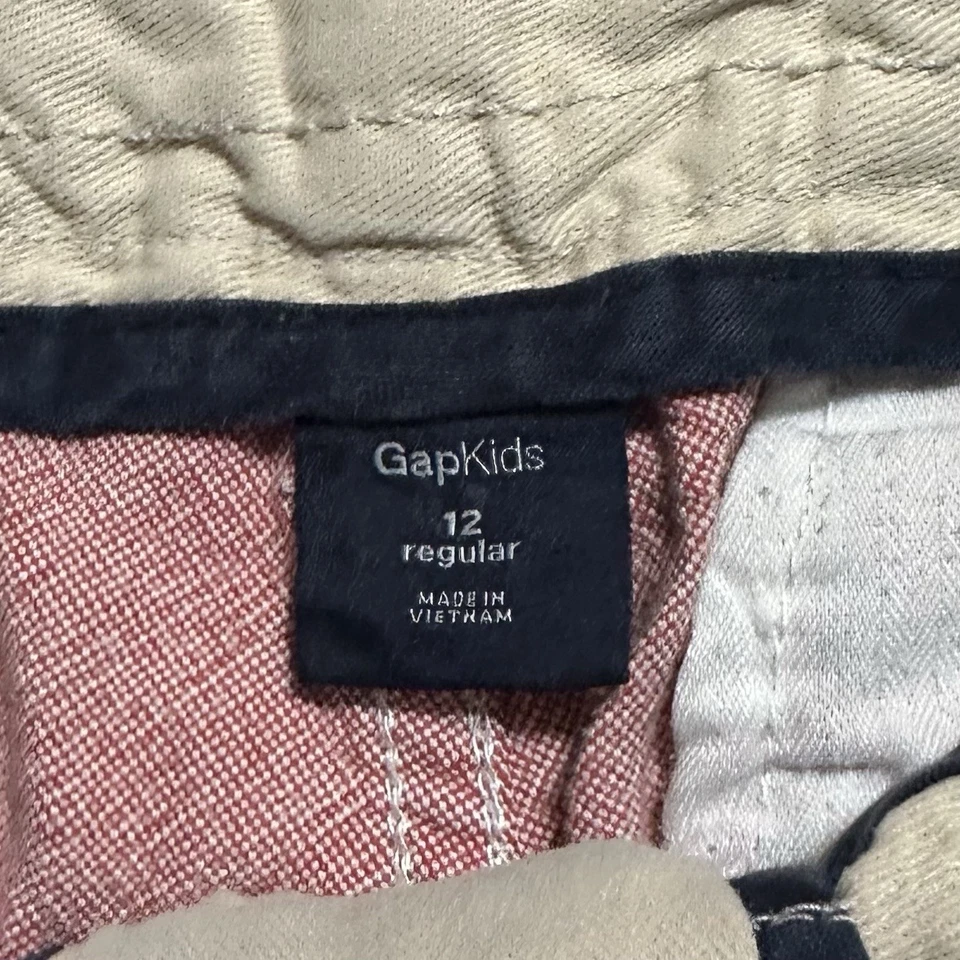 GapKids
12
regular
MADE IN
VIETNAM